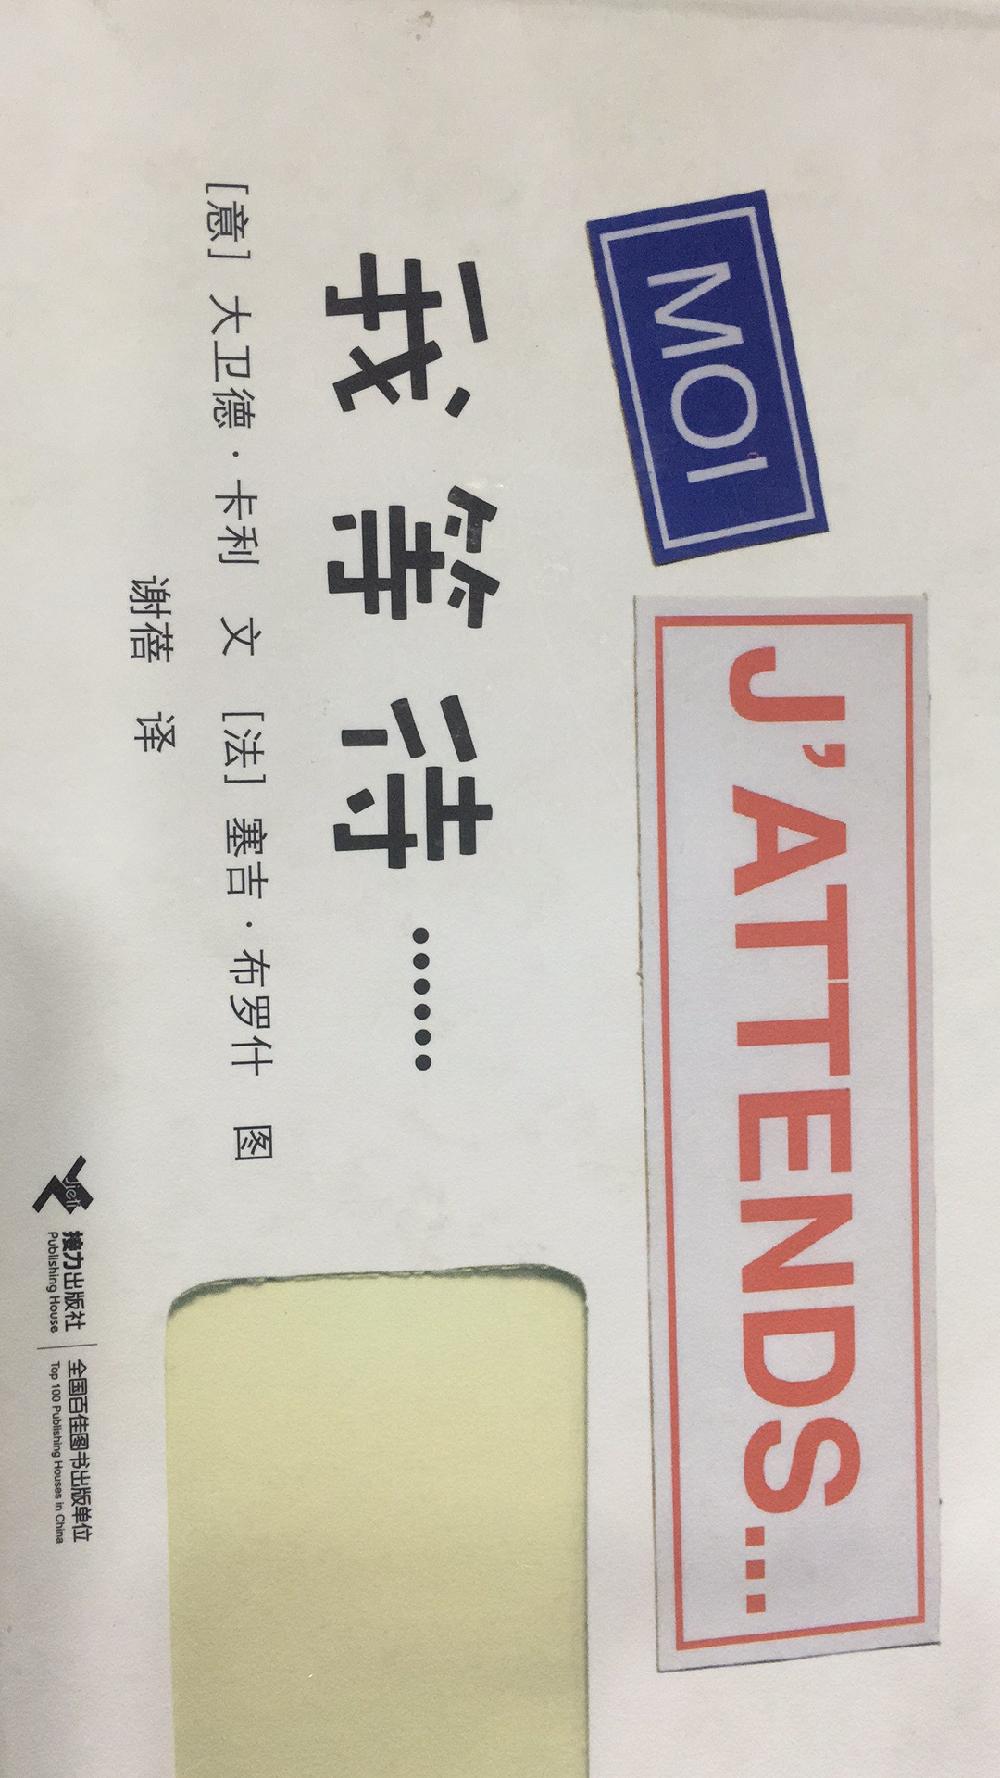 MOI
J'ATTENDS...
我等待……
[意] 大卫德·卡利 文 [法] 塞吉·布罗什 图
谢蓓 译
jieli
接力出版社 全国百佳图书出版单位
Publishing House Top 100 Publishing Houses in China